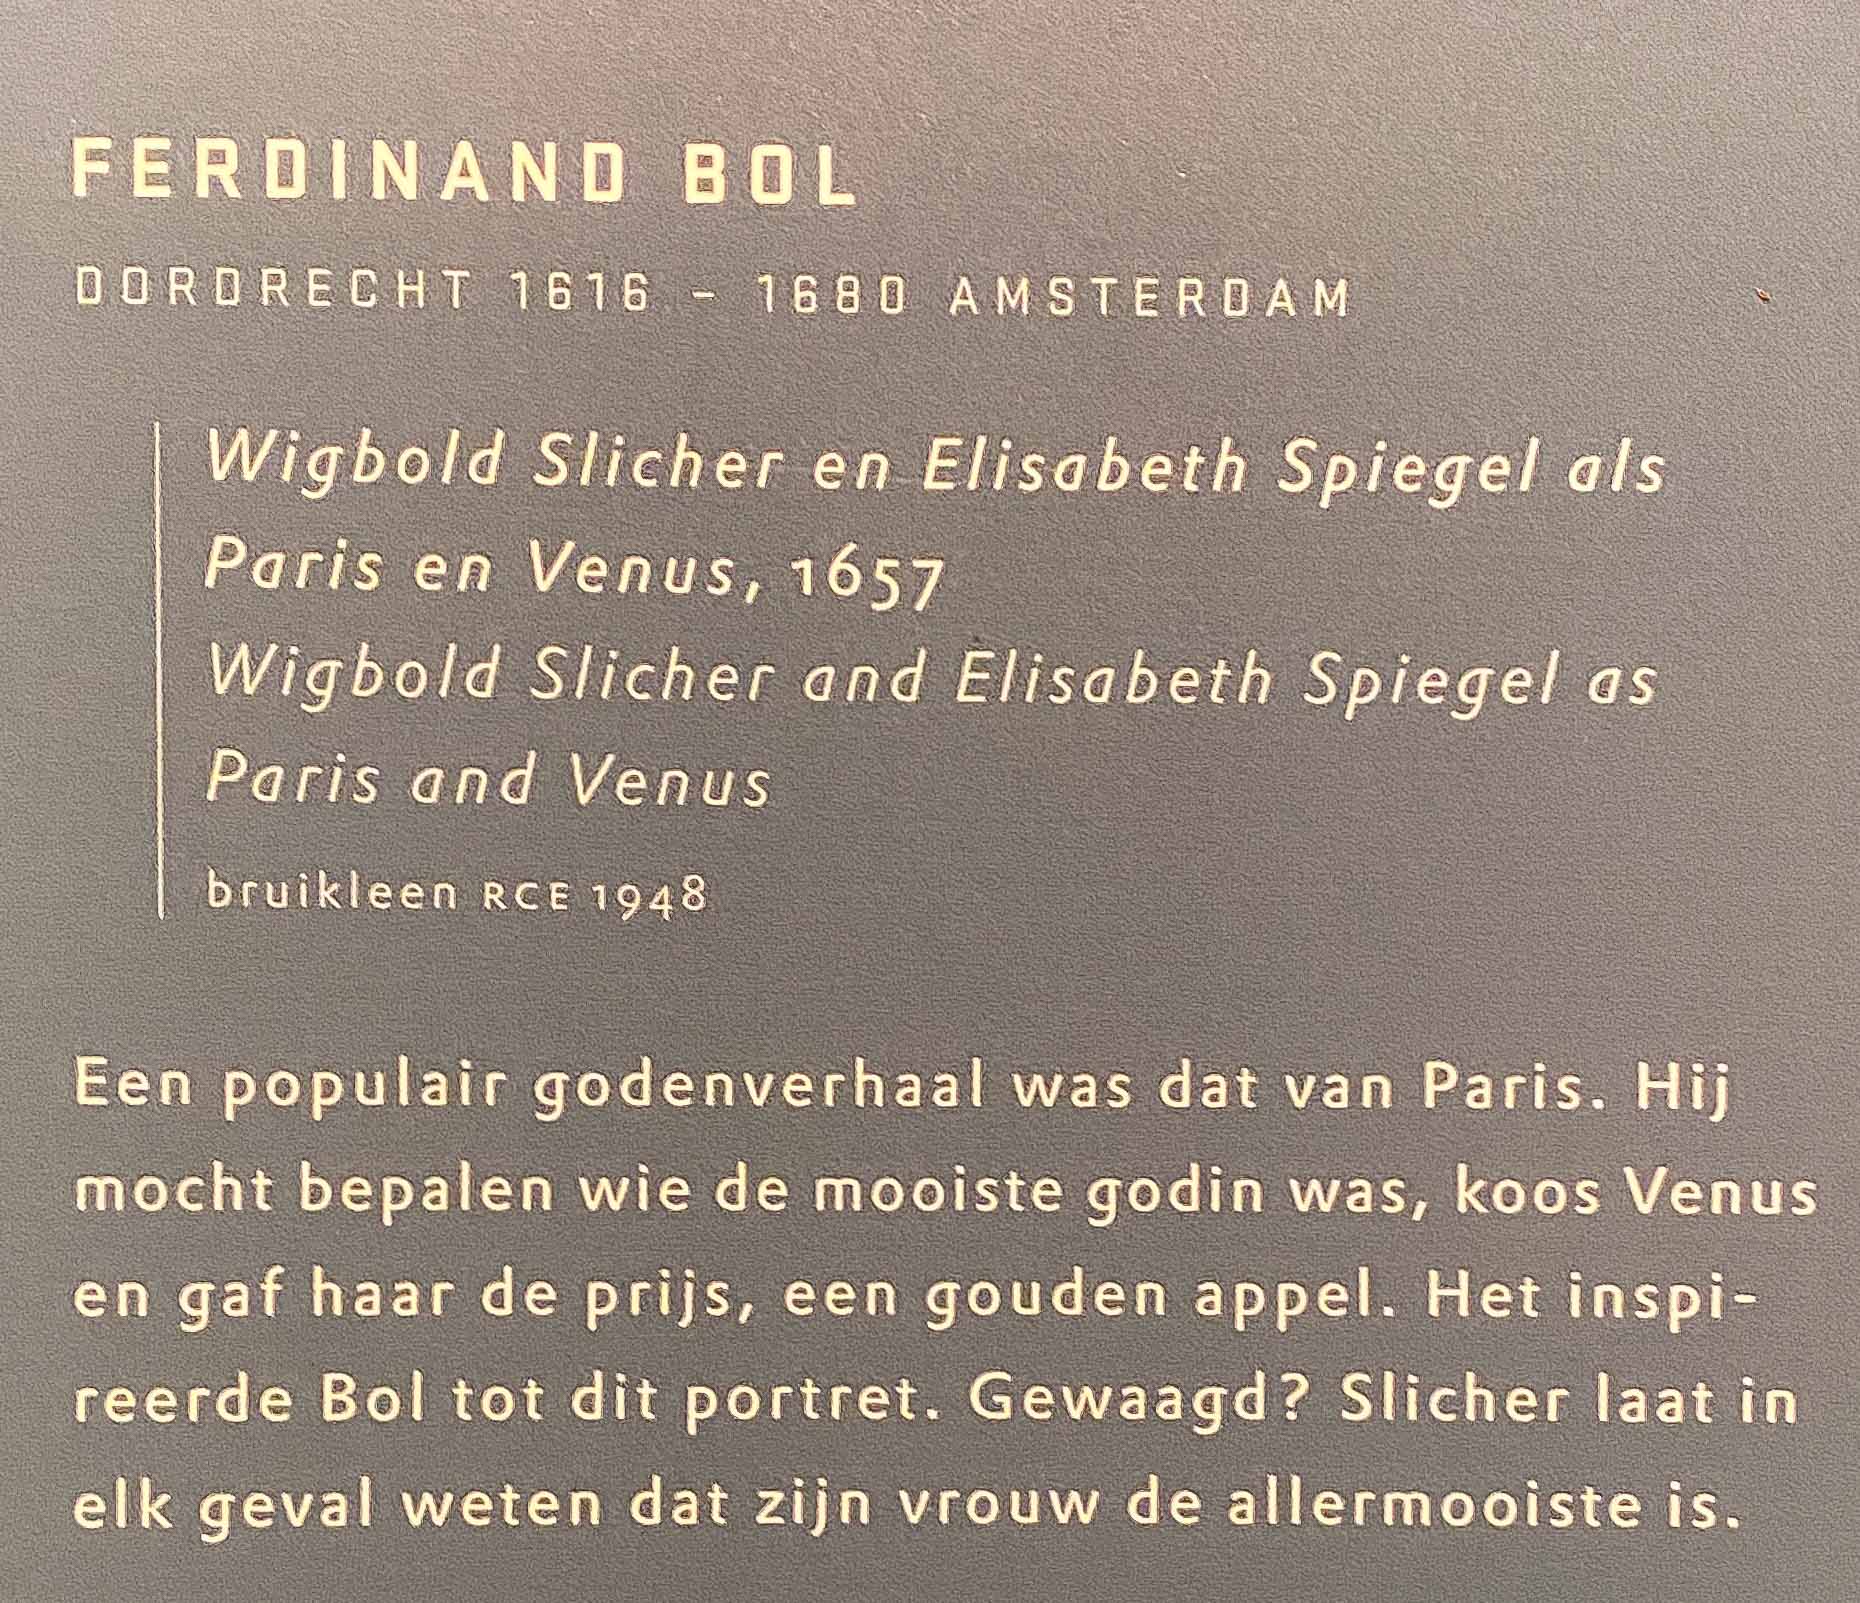 FERDINAND BOL
DORDRECHT 1616 - 1680 AMSTERDAM
Wigbold Slicher en Elisabeth Spiegel als
Paris en Venus, 1657
Wigbold Slicher and Elisabeth Spiegel as
Paris and Venus
bruikleen RCE 1948
Een populair godenverhaal was dat van Paris. Hij
mocht bepalen wie de mooiste godin was, koos Venus
en gaf haar de prijs, een gouden appel. Het inspi-
reerde Bol tot dit portret. Gewaagd? Slicher laat in
elk geval weten dat zijn vrouw de allermooiste is.